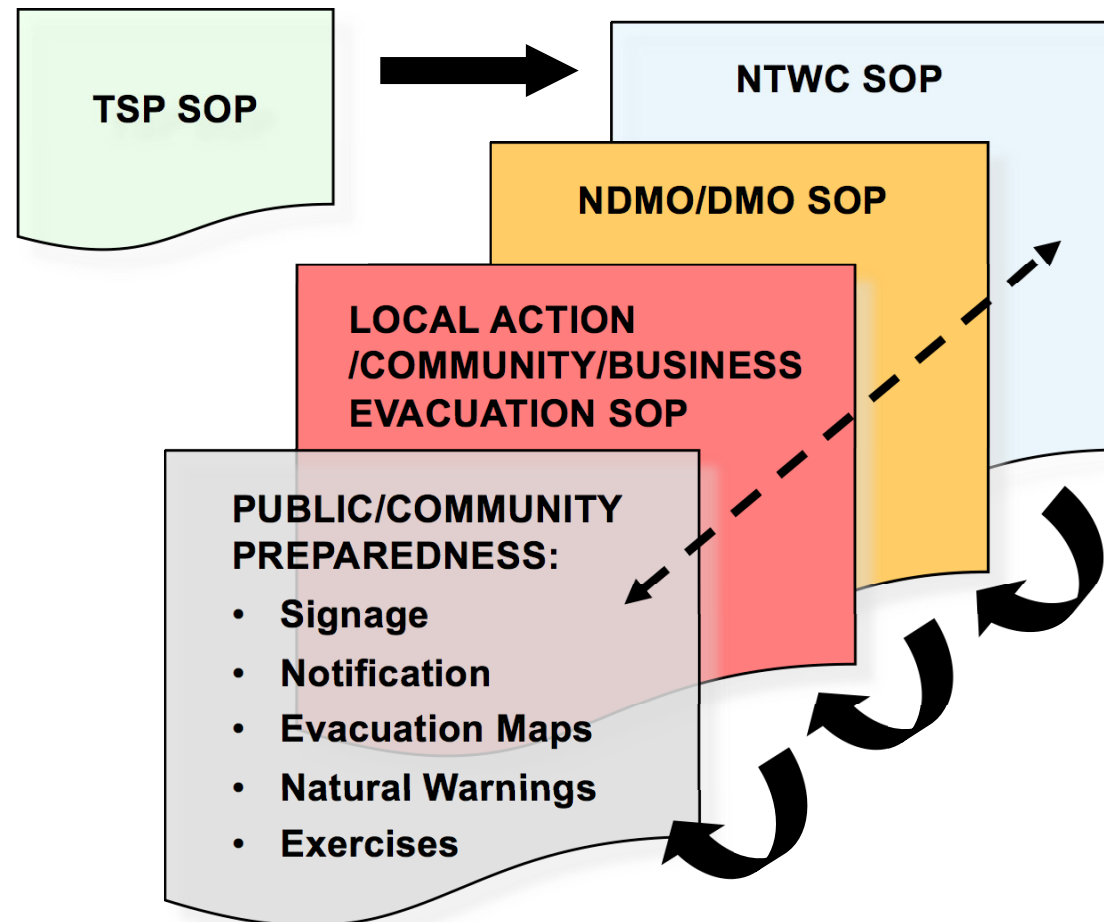 TSP SOP
NTWC SOP
NDMO/DMO SOP
LOCAL ACTION
/COMMUNITY/BUSINESS
EVACUATION SOP
PUBLIC/COMMUNITY
PREPAREDNESS:
• Signage
• Notification
• Evacuation Maps
• Natural Warnings
• Exercises